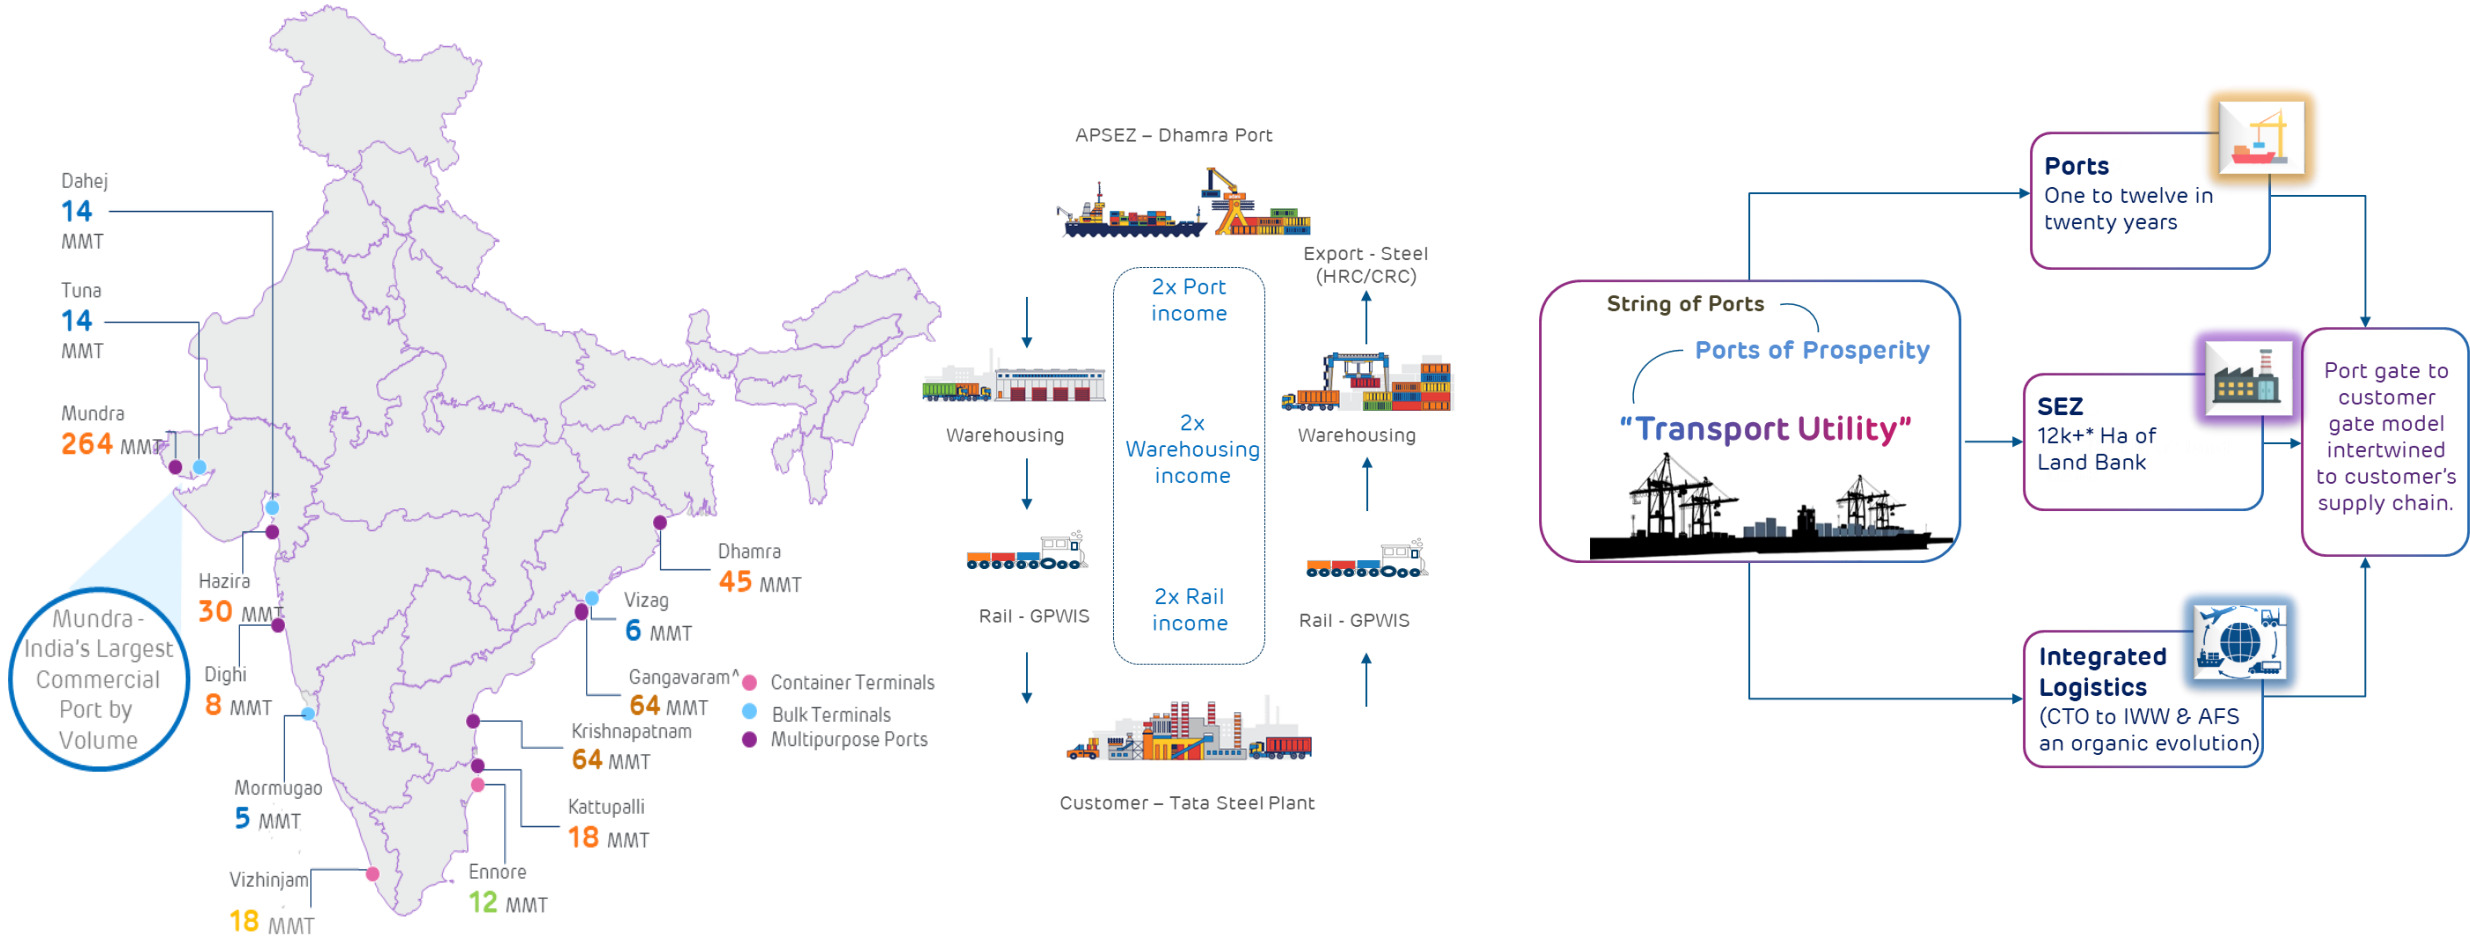 Dahej
14
MMT
Tuna
14
MMT
Mundra
264 MMT
Hazira
30 MMT
Mundra -
India's Largest
Commercial
Port by
Volume
Dighi
8 MMT
Mormugao
5 MMT
Vizhinjam
18 MMT
Dhamra
45 MMT
Vizag
6 MMT
Gangavaram^
64 MMT
Krishnapatnam
64 MMT
Kattupalli
18 MMT
Ennore
12 MMT
Container Terminals
Bulk Terminals
Multipurpose Ports
APSEZ – Dhamra Port
Export - Steel
(HRC/CRC)
2x Port
income
Warehousing
2x
Warehousing
income
Warehousing
Rail - GPWIS
2x Rail
income
Rail - GPWIS
Customer – Tata Steel Plant
String of Ports
Ports of Prosperity
“Transport Utility”
Ports
One to twelve in
twenty years
SEZ
12k+* Ha of
Land Bank
Integrated
Logistics
(CTO to IWW & AFS
an organic evolution)
Port gate to
customer
gate model
intertwined
to customer's
supply chain.